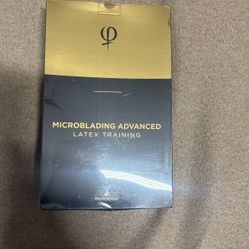 φ
MICROBLADING ADVANCED
LATEX TRAINING